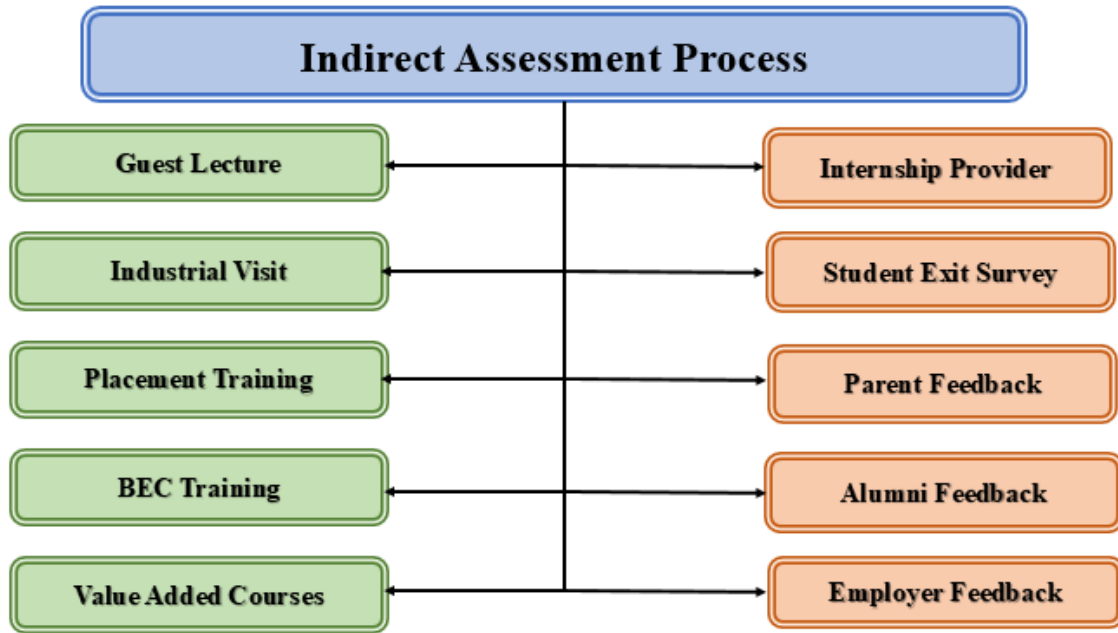 Indirect Assessment Process
Guest Lecture
Internship Provider
Industrial Visit
Student Exit Survey
Placement Training
Parent Feedback
BEC Training
Alumni Feedback
Value Added Courses
Employer Feedback